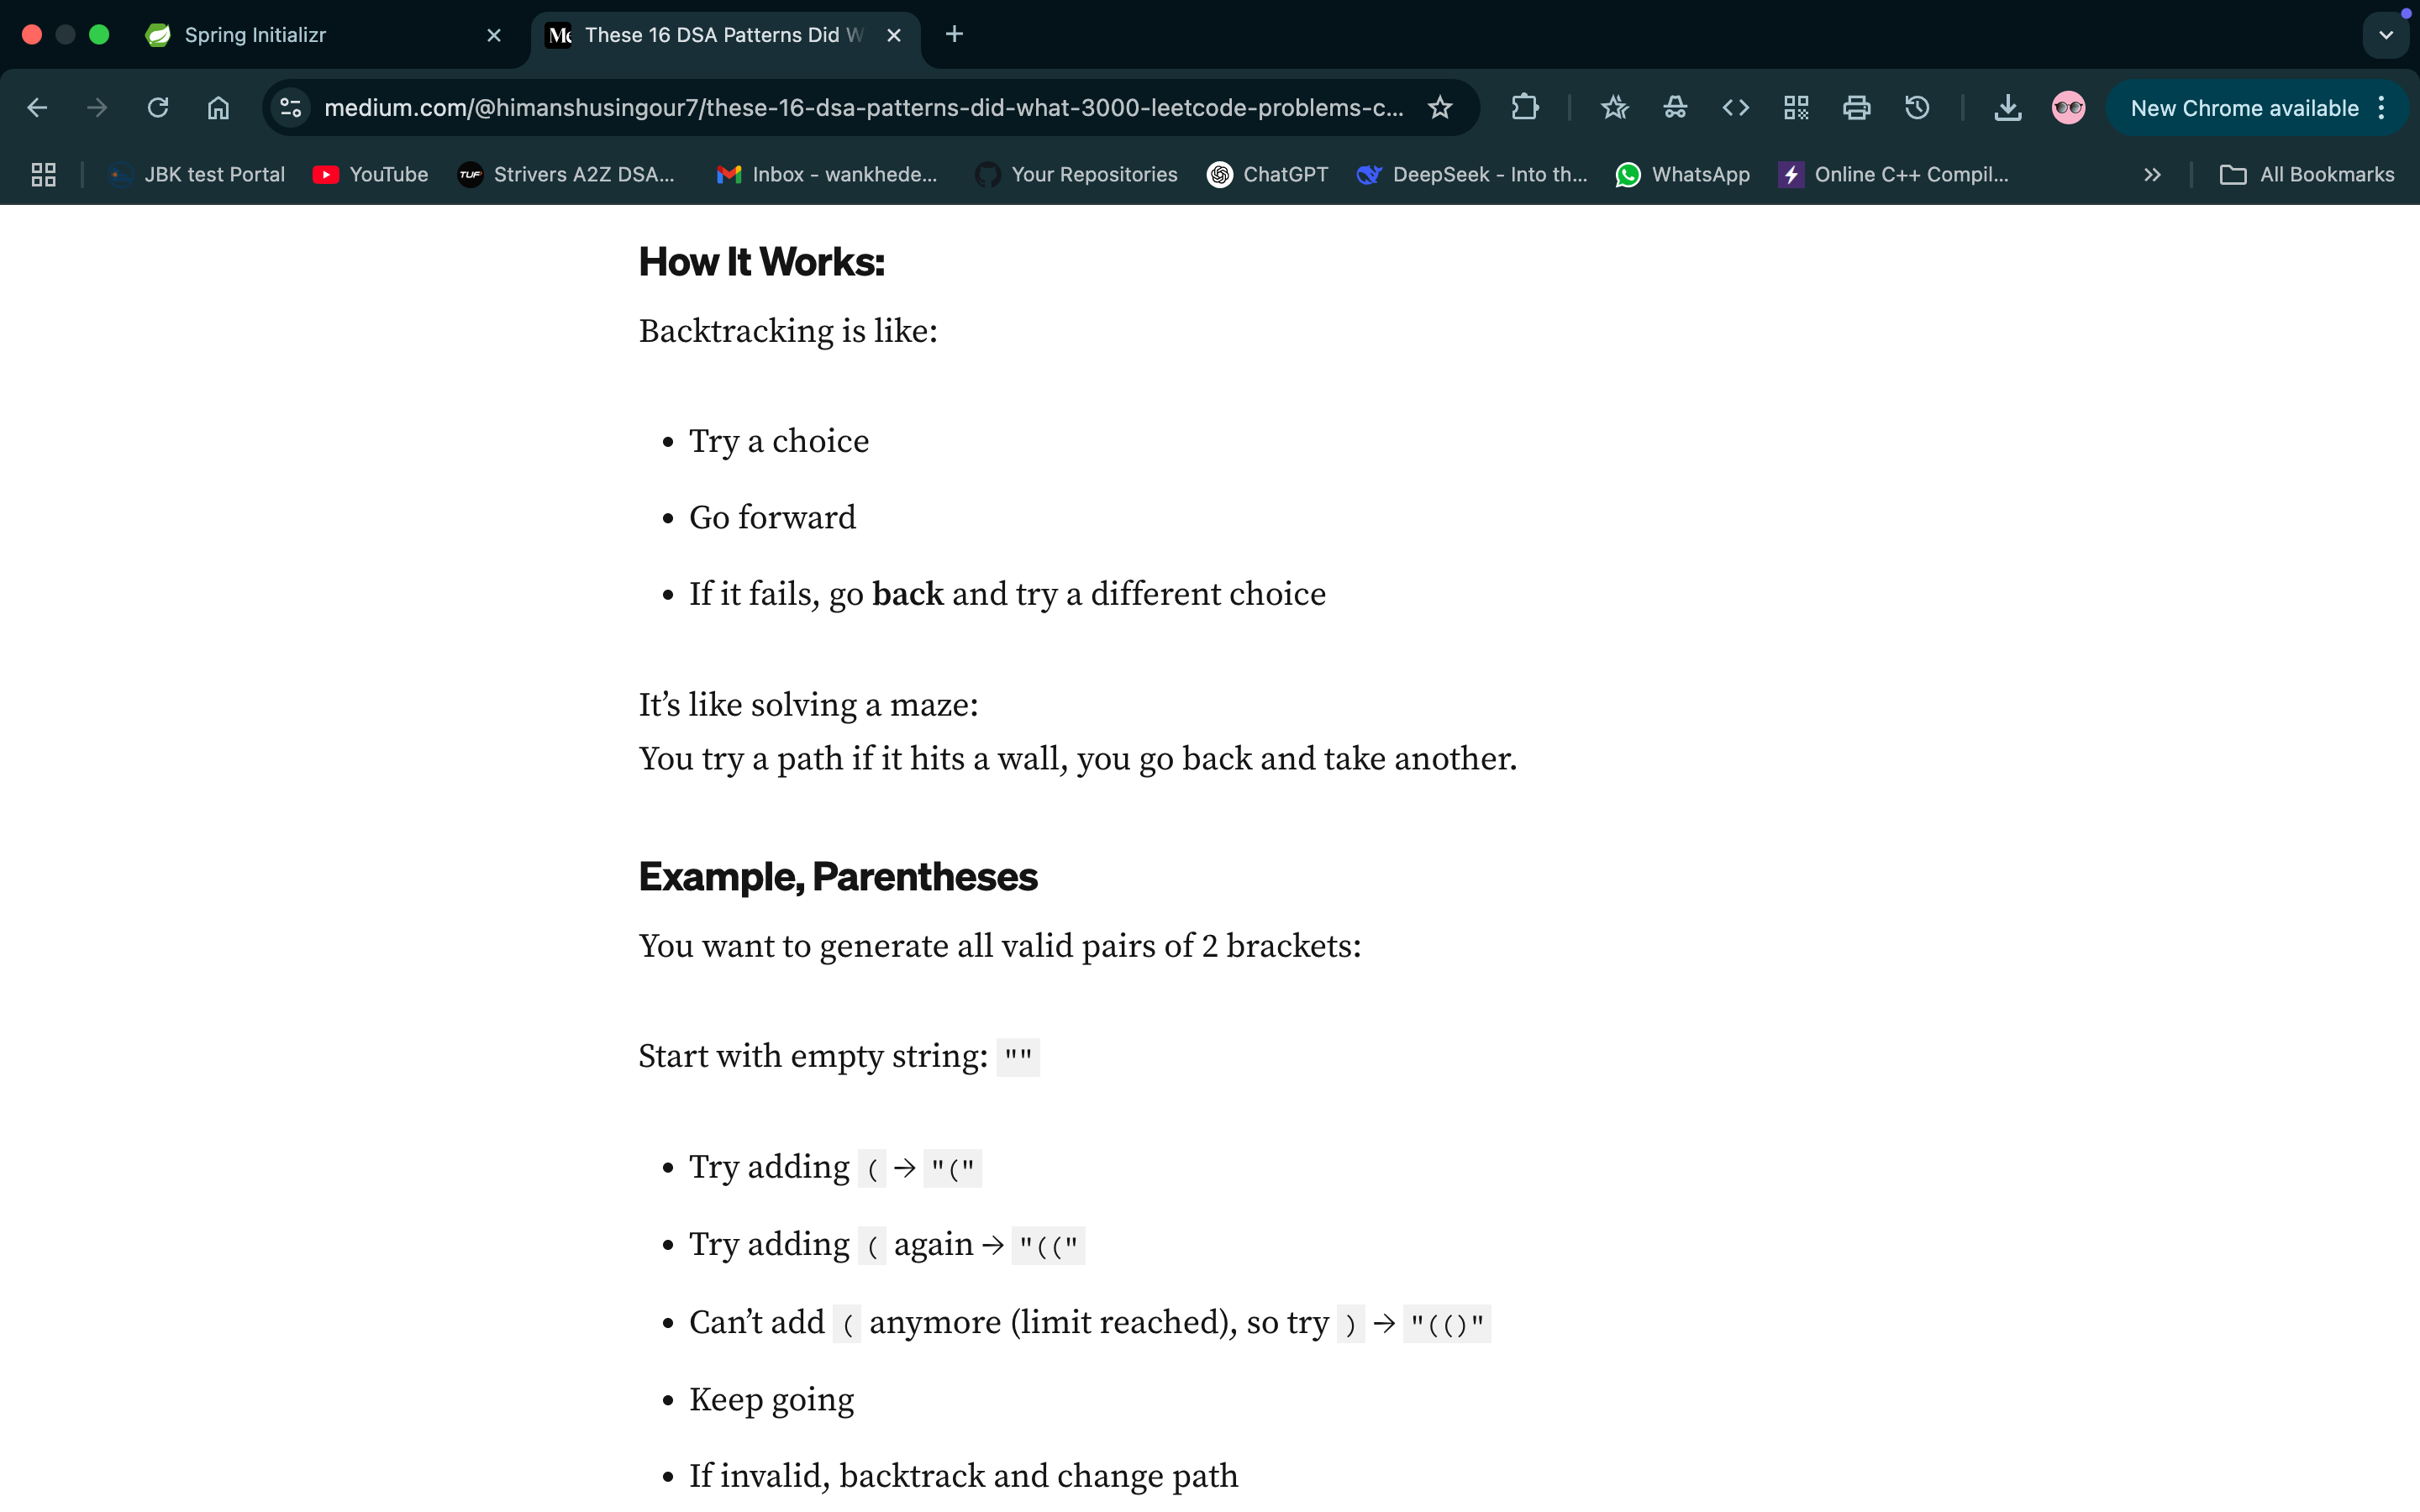 Spring Initializr
These 16 DSA Patterns Did W
medium.com/@himanshusingour7/these-16-dsa-patterns-did-what-3000-leetcode-problems-c...
New Chrome available
JBK test Portal
YouTube
TUF
Strivers A2Z DSA...
Inbox - wankhede...
Your Repositories
ChatGPT
DeepSeek - Into th...
WhatsApp
Online C++ Compil...
All Bookmarks
How It Works:
Backtracking is like:
• Try a choice
• Go forward
• If it fails, go back and try a different choice
It’s like solving a maze:
You try a path if it hits a wall, you go back and take another.
Example, Parentheses
You want to generate all valid pairs of 2 brackets:
Start with empty string: ""
• Try adding ( → "("
• Try adding ( again → "(("
• Can’t add ( anymore (limit reached), so try ) → "(()"
• Keep going
• If invalid, backtrack and change path